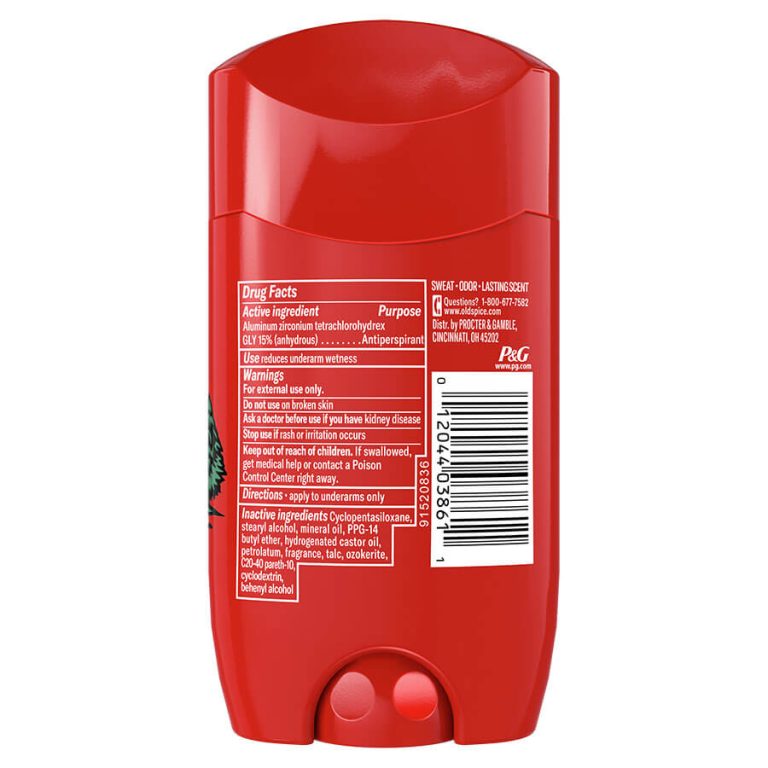 Drug Facts
Active ingredient Purpose
Aluminum zirconium tetrachlorohydrex
GLY 15% (anhydrous) ........ Antiperspirant
Use reduces underarm wetness
Warnings
For external use only.
Do not use on broken skin
Ask a doctor before use if you have kidney disease
Stop use if rash or irritation occurs
Keep out of reach of children. If swallowed,
get medical help or contact a Poison
Control Center right away.
Directions • apply to underarms only
Inactive ingredients Cyclopentasiloxane,
stearyl alcohol, mineral oil, PPG-14
butyl ether, hydrogenated castor oil,
petrolatum, fragrance, talc, ozokerite,
C20-40 pareth-10,
cyclodextrin,
behenyl alcohol
SWEAT • ODOR • LASTING SCENT
Questions? 1-800-677-7582
www.oldspice.com
Distr. by PROCTER & GAMBLE,
CINCINNATI, OH 45202
P&G
www.pg.com
91520836
0 12044 03861 1